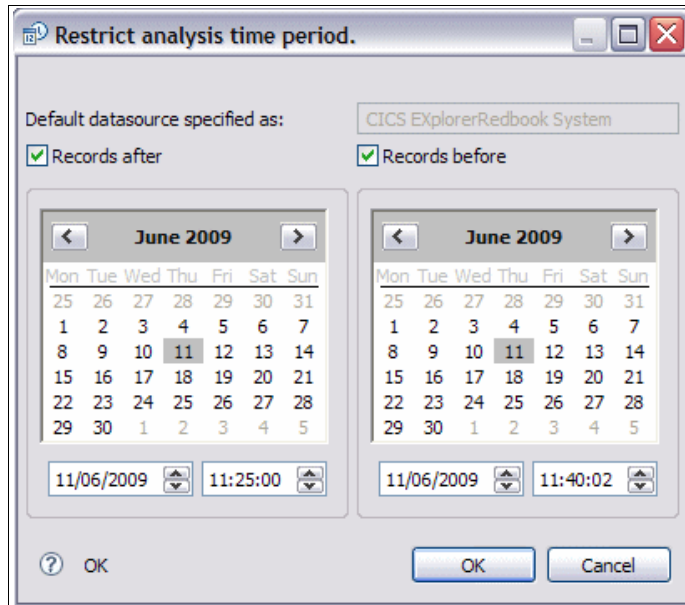 Restrict analysis time period.
Default datasource specified as: CICS EXplorerRedbook System
Records after Records before
June 2009 June 2009
Mon Tue Wed Thu Fri Sat Sun Mon Tue Wed Thu Fri Sat Sun
25 26 27 28 29 30 31 25 26 27 28 29 30 31
1 2 3 4 5 6 7 1 2 3 4 5 6 7
8 9 10 11 12 13 14 8 9 10 11 12 13 14
15 16 17 18 19 20 21 15 16 17 18 19 20 21
22 23 24 25 26 27 28 22 23 24 25 26 27 28
29 30 1 2 3 4 5 29 30 1 2 3 4 5
11/06/2009 11:25:00 11/06/2009 11:40:02
? OK OK Cancel